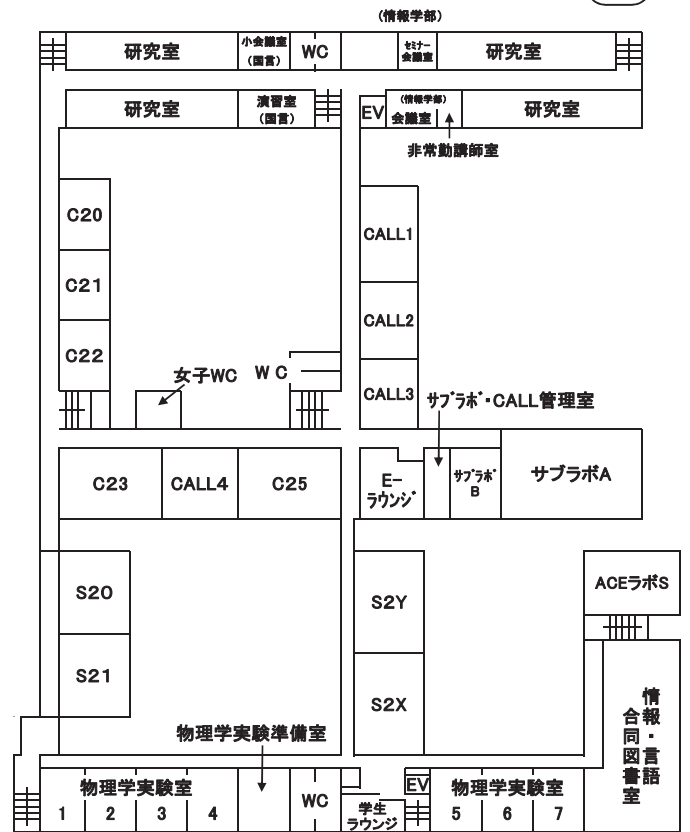 (情報学部)
研究室
小会議室
(国言)
WC
セミナー
会議室
研究室
研究室
演習室
(国言)
EV
(情報学部)
会議室
研究室
非常勤講師室
C20
CALL1
C21
CALL2
C22
女子WC
WC
CALL3
サブラボ・CALL管理室
C23
CALL4
C25
E-
ラウンジ
サブラボ
B
サブラボA
S20
S2Y
ACEラボS
S21
S2X
情報・言語
合同図書室
物理学実験準備室
物理学実験室
1
2
3
4
WC
学生
ラウンジ
EV
物理学実験室
5
6
7